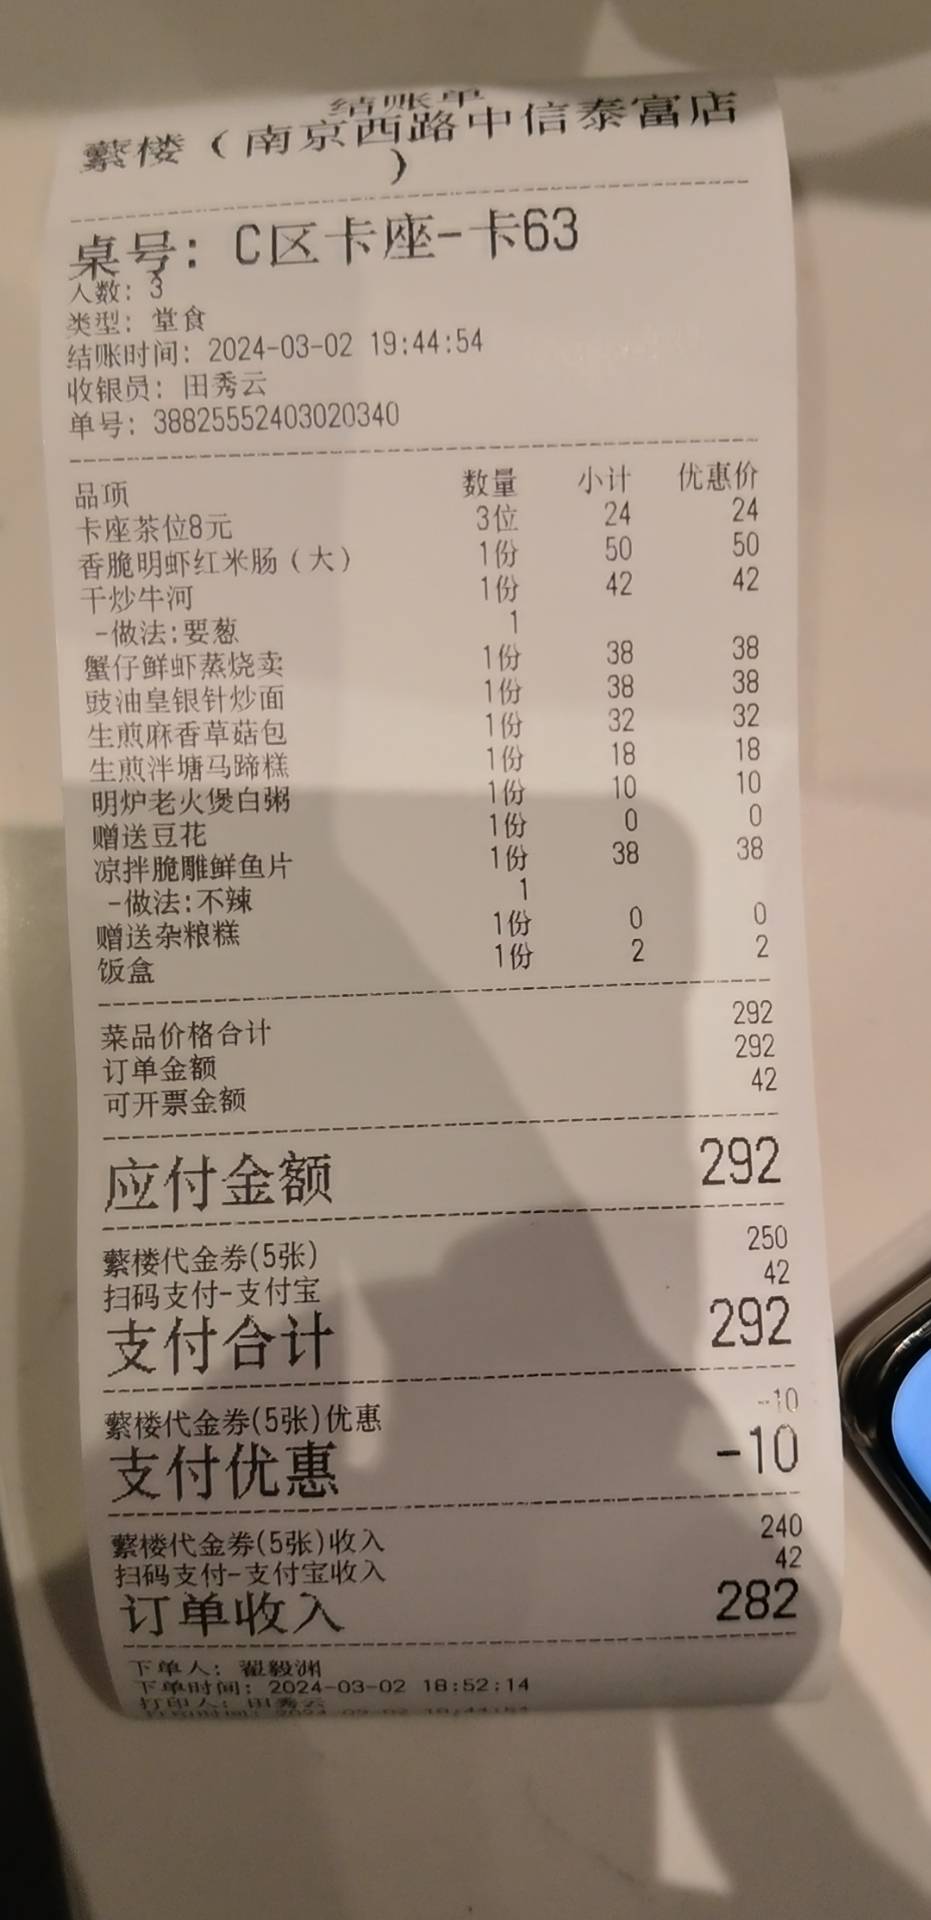 结账单
蘩楼（南京西路中信泰富店
）
桌号: C区卡座-卡63
人数: 3
类型: 堂食
结账时间: 2024-03-02 19:44:54
收银员: 田秀云
单号: 38825552403020340
品项 数量 小计 优惠价
卡座茶位8元 3位 24 24
香脆明虾红米肠（大） 1份 50 50
干炒牛河 1份 42 42
-做法:要葱 1
蟹仔鲜虾蒸烧卖 1份 38 38
豉油皇银针炒面 1份 38 38
生煎麻香草菇包 1份 32 32
生煎泮塘马蹄糕 1份 18 18
明炉老火煲白粥 1份 10 10
赠送豆花 1份 0 0
凉拌脆雕鲜鱼片 1份 38 38
-做法:不辣 1
赠送杂粮糕 1份 0 0
饭盒 1份 2 2
菜品价格合计 292
订单金额 292
可开票金额 42
应付金额 292
蘩楼代金券(5张) 250
扫码支付-支付宝 42
支付合计 292
蘩楼代金券(5张)优惠 -10
支付优惠 -10
蘩楼代金券(5张)收入 240
扫码支付-支付宝收入 42
订单收入 282
下单人: 翟毅渊
下单时间: 2024-03-02 18:52:14
打印人: 田秀云
打印时间: 2024-03-02 19:44:54